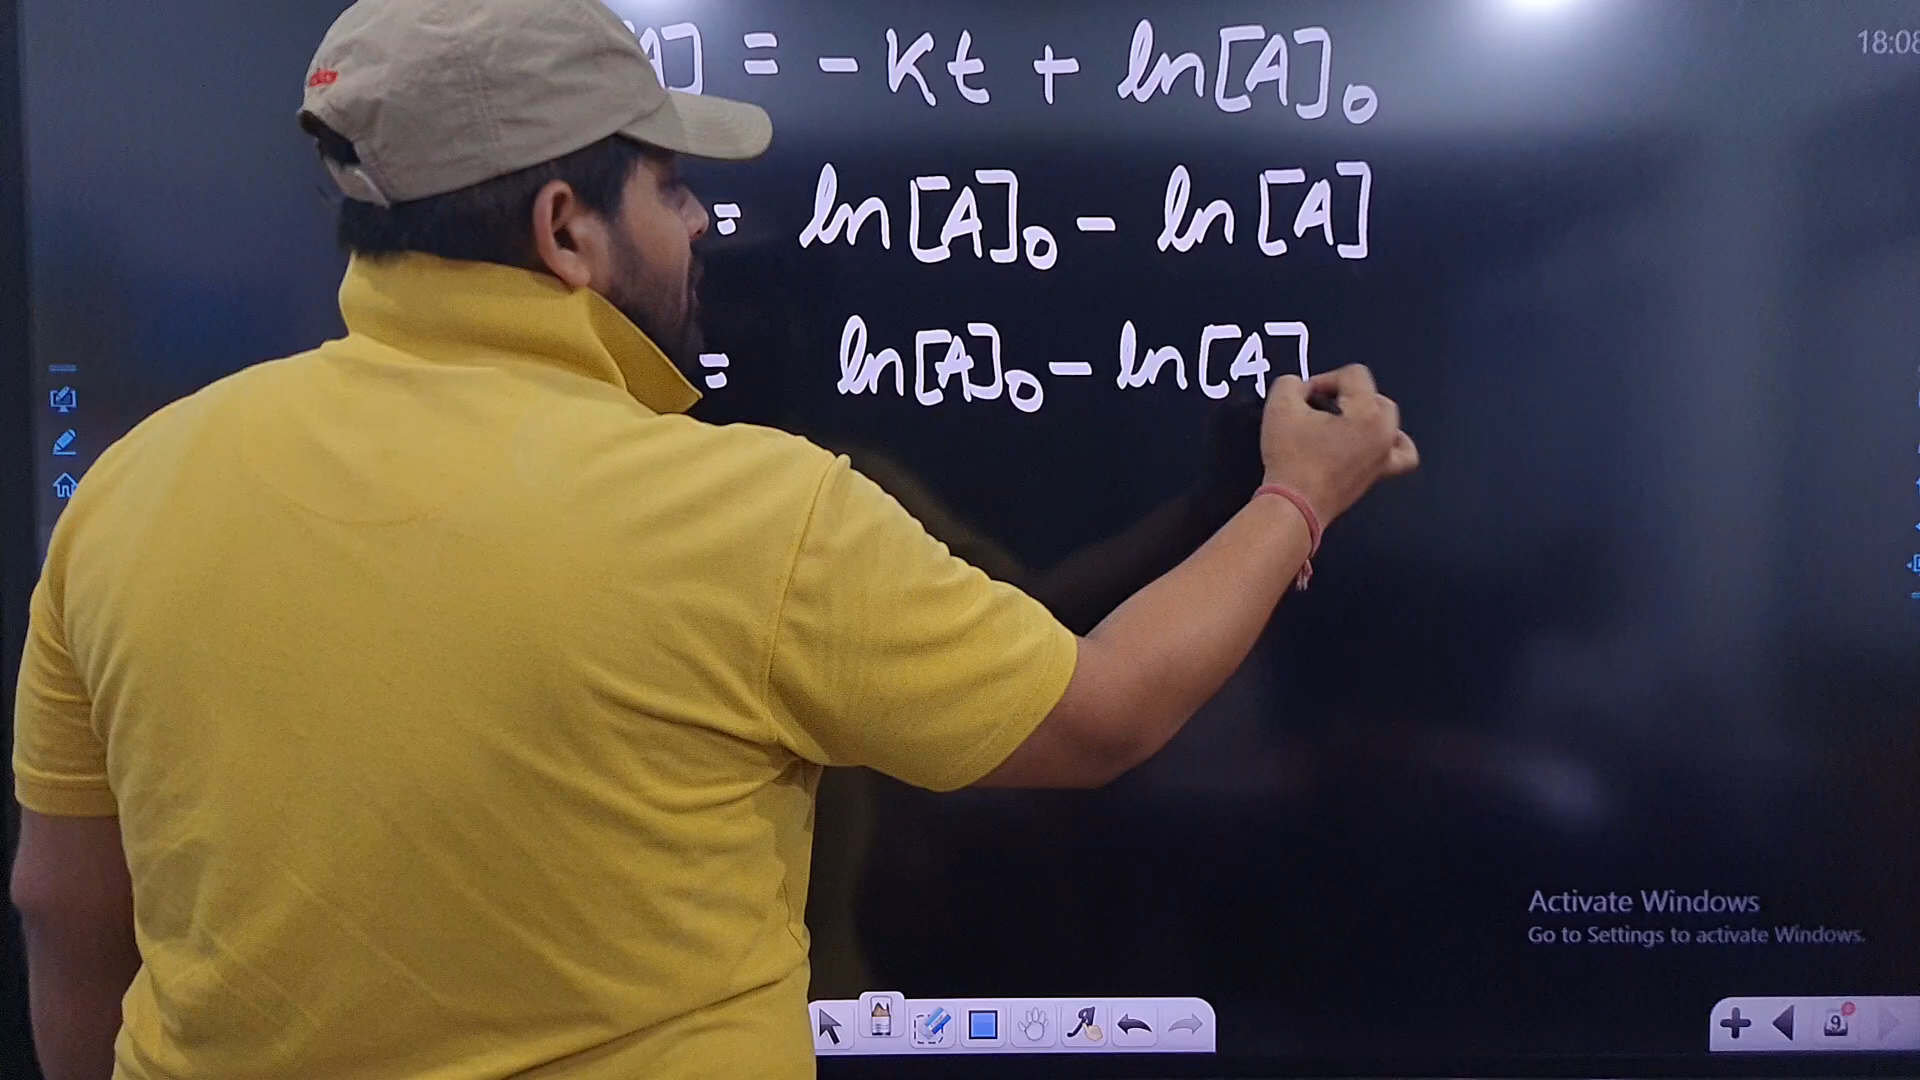 18:08
A] = - Kt + ln[A]₀
= ln[A]₀ - ln[A]
= ln[A]₀ - ln[A]
Activate Windows
Go to Settings to activate Windows.
9